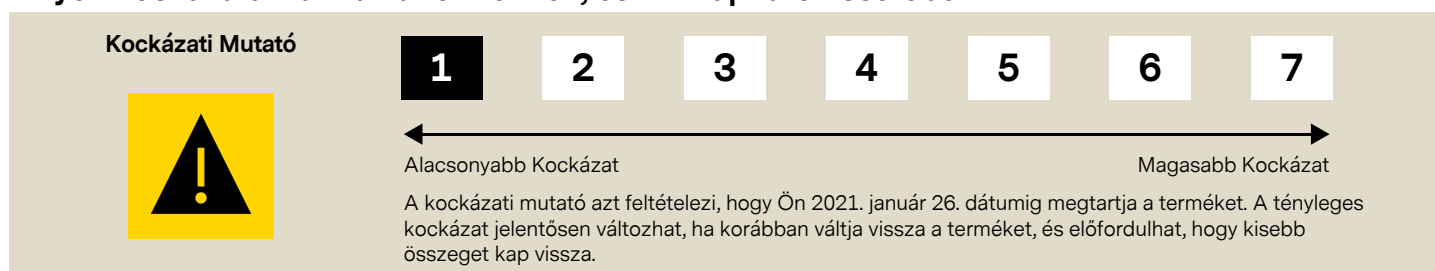 Kockázati Mutató
1 2 3 4 5 6 7
Alacsonyabb Kockázat Magasabb Kockázat
A kockázati mutató azt feltételezi, hogy Ön 2021. január 26. dátumig megtartja a terméket. A tényleges
kockázat jelentősen változhat, ha korábban váltja vissza a terméket, és előfordulhat, hogy kisebb
összeget kap vissza.